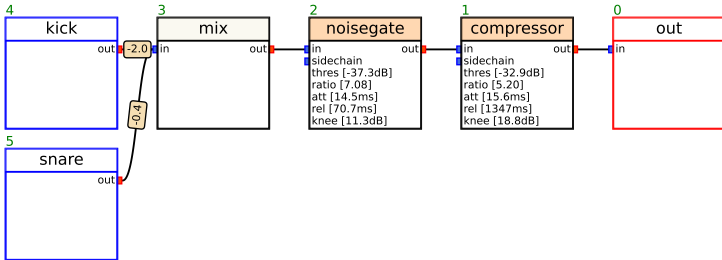 4
kick
out
-2.0
3
mix
in
out
2
noisegate
in
out
sidechain
thres [-37.3dB]
ratio [7.08]
att [14.5ms]
rel [70.7ms]
knee [11.3dB]
1
compressor
in
out
sidechain
thres [-32.9dB]
ratio [5.20]
att [15.6ms]
rel [1347ms]
knee [18.8dB]
0
out
in
-0.4
5
snare
out